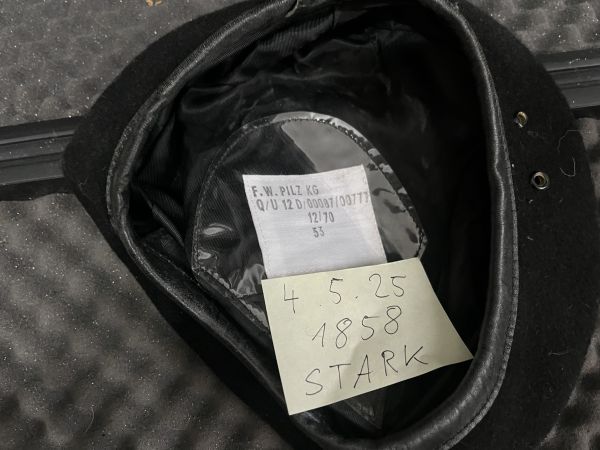 F.W.PILZ KG
Q/U 12 D/00087/00777
12/70
53
4.5.25
1858
STARK